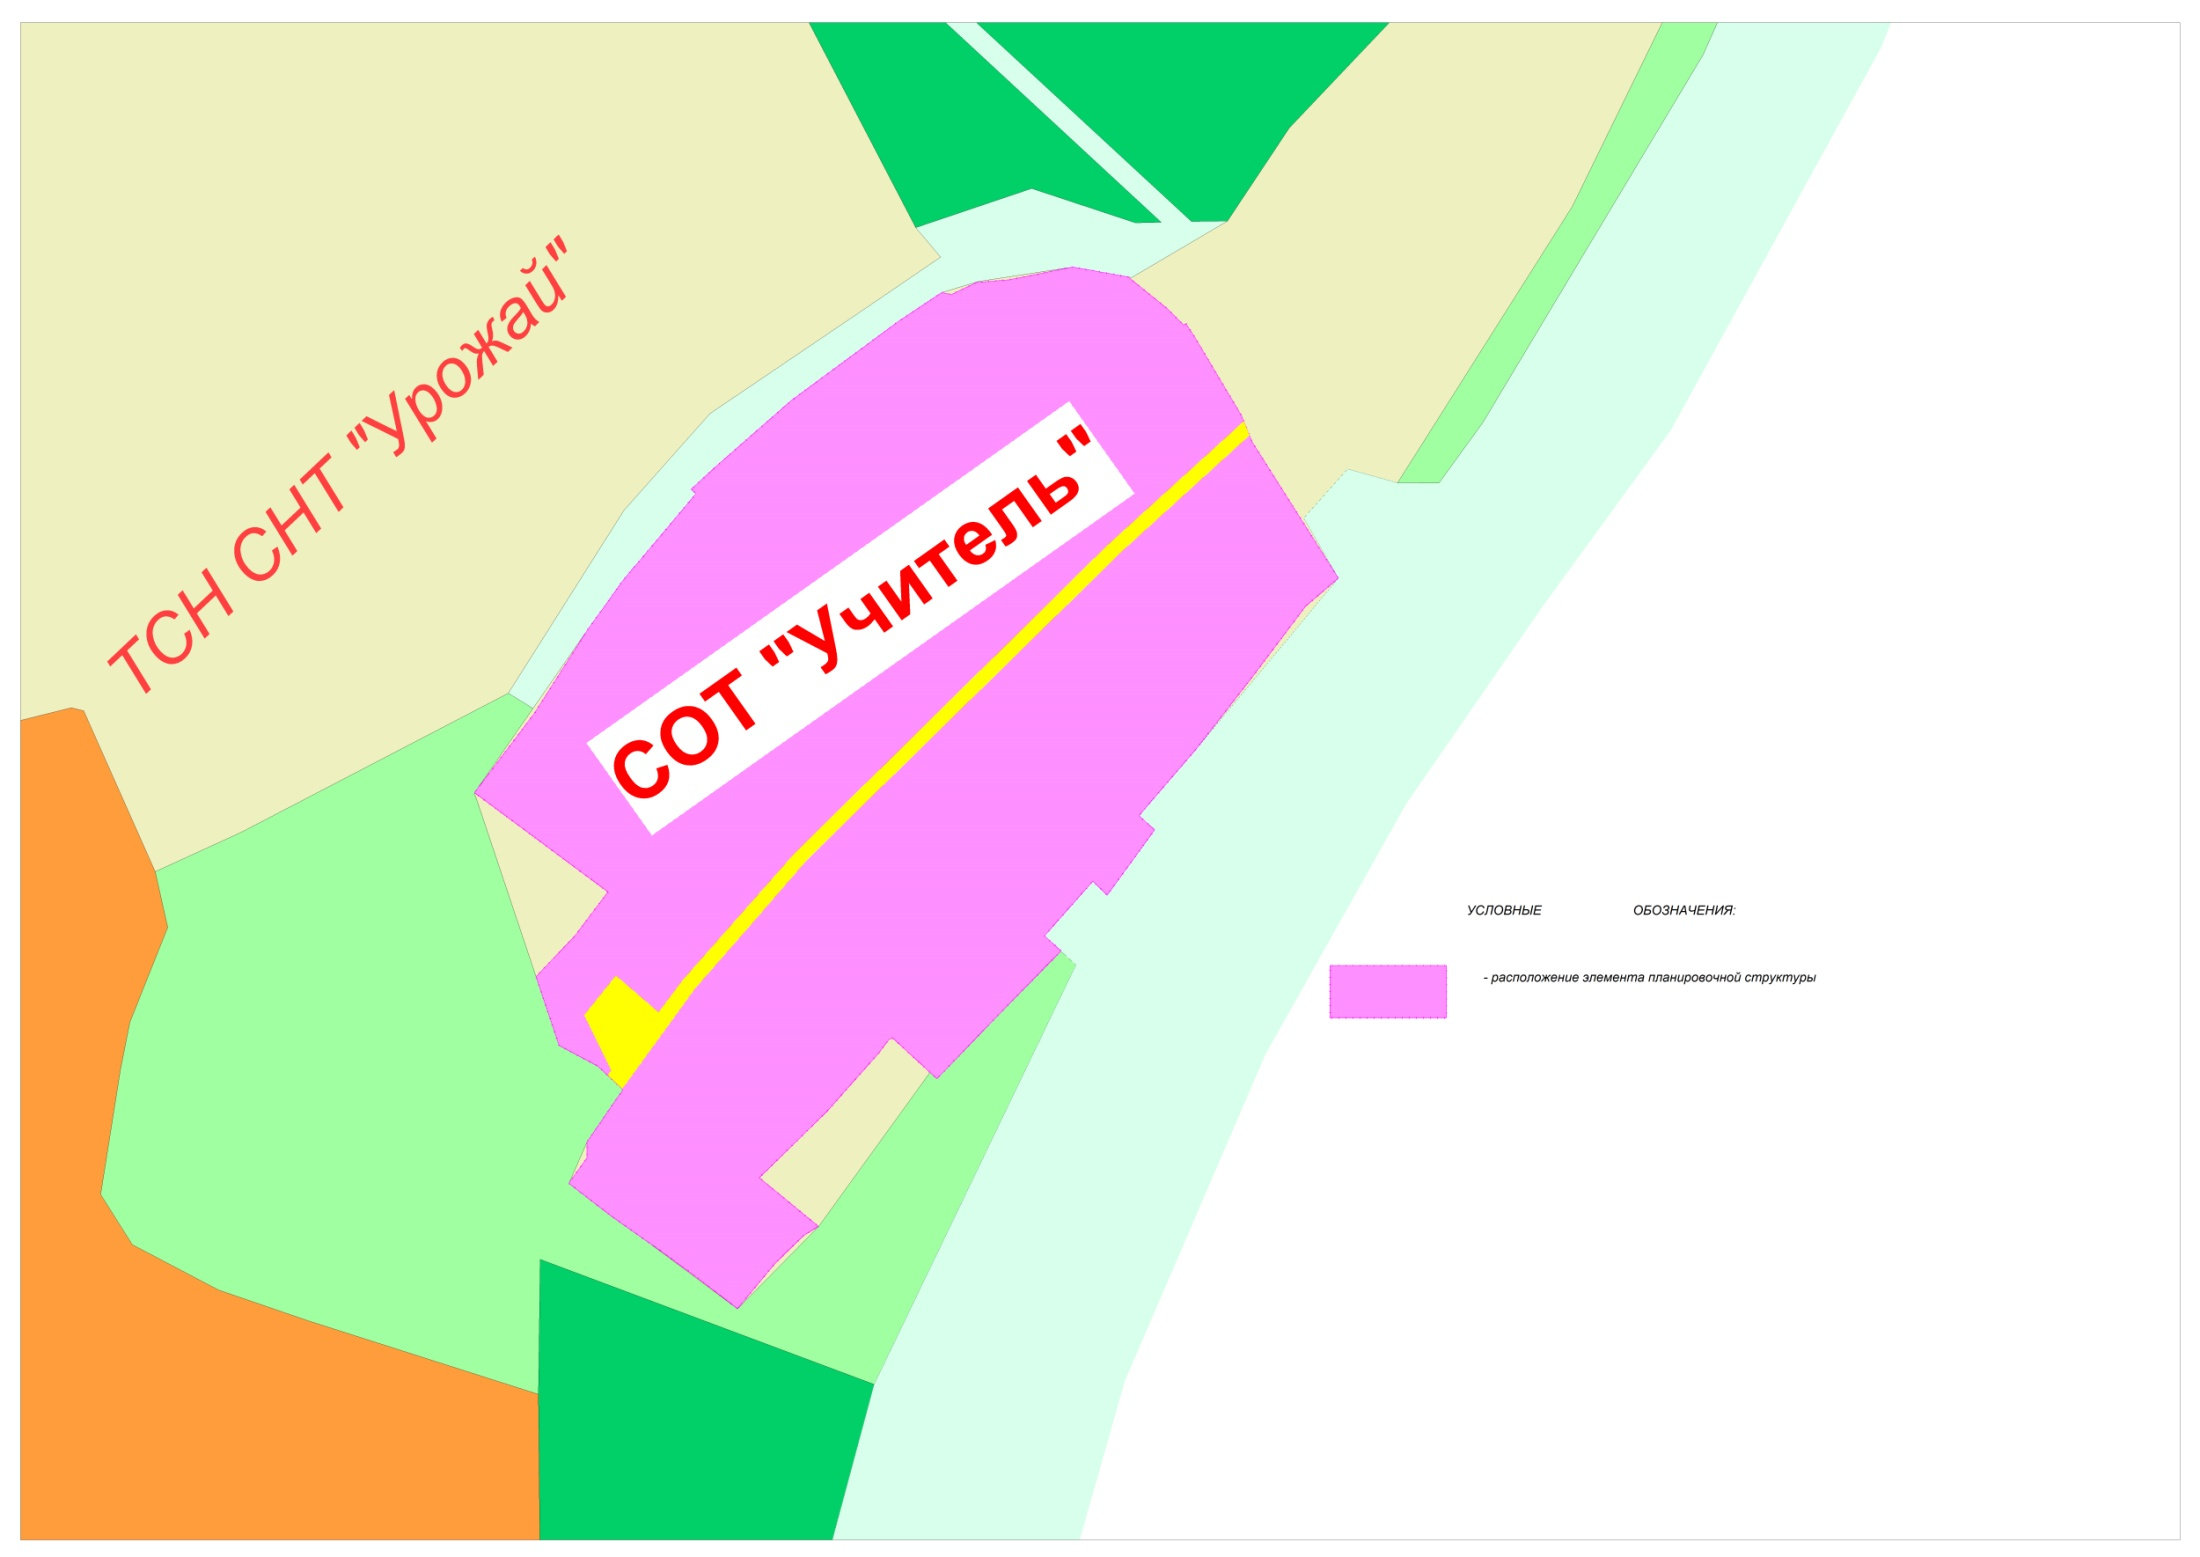 ТСН СНТ "Урожай"
СОТ "Учитель"
УСЛОВНЫЕ ОБОЗНАЧЕНИЯ:
- расположение элемента планировочной структуры